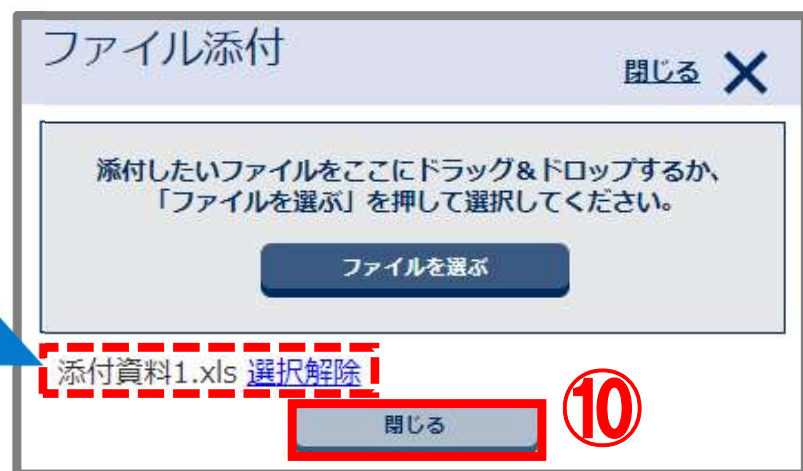 ファイル添付
閉じる ×
添付したいファイルをここにドラッグ&ドロップするか、
「ファイルを選ぶ」を押して選択してください。
ファイルを選ぶ
添付資料1.xls 選択解除
閉じる
⑩